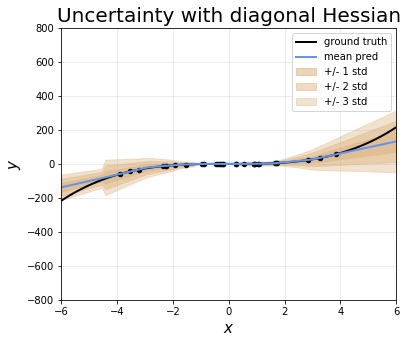 Uncertainty with diagonal Hessian
800
600
400
200
0
−200
−400
−600
−800
y
ground truth
mean pred
+/- 1 std
+/- 2 std
+/- 3 std
−6
−4
−2
0
2
4
6
x